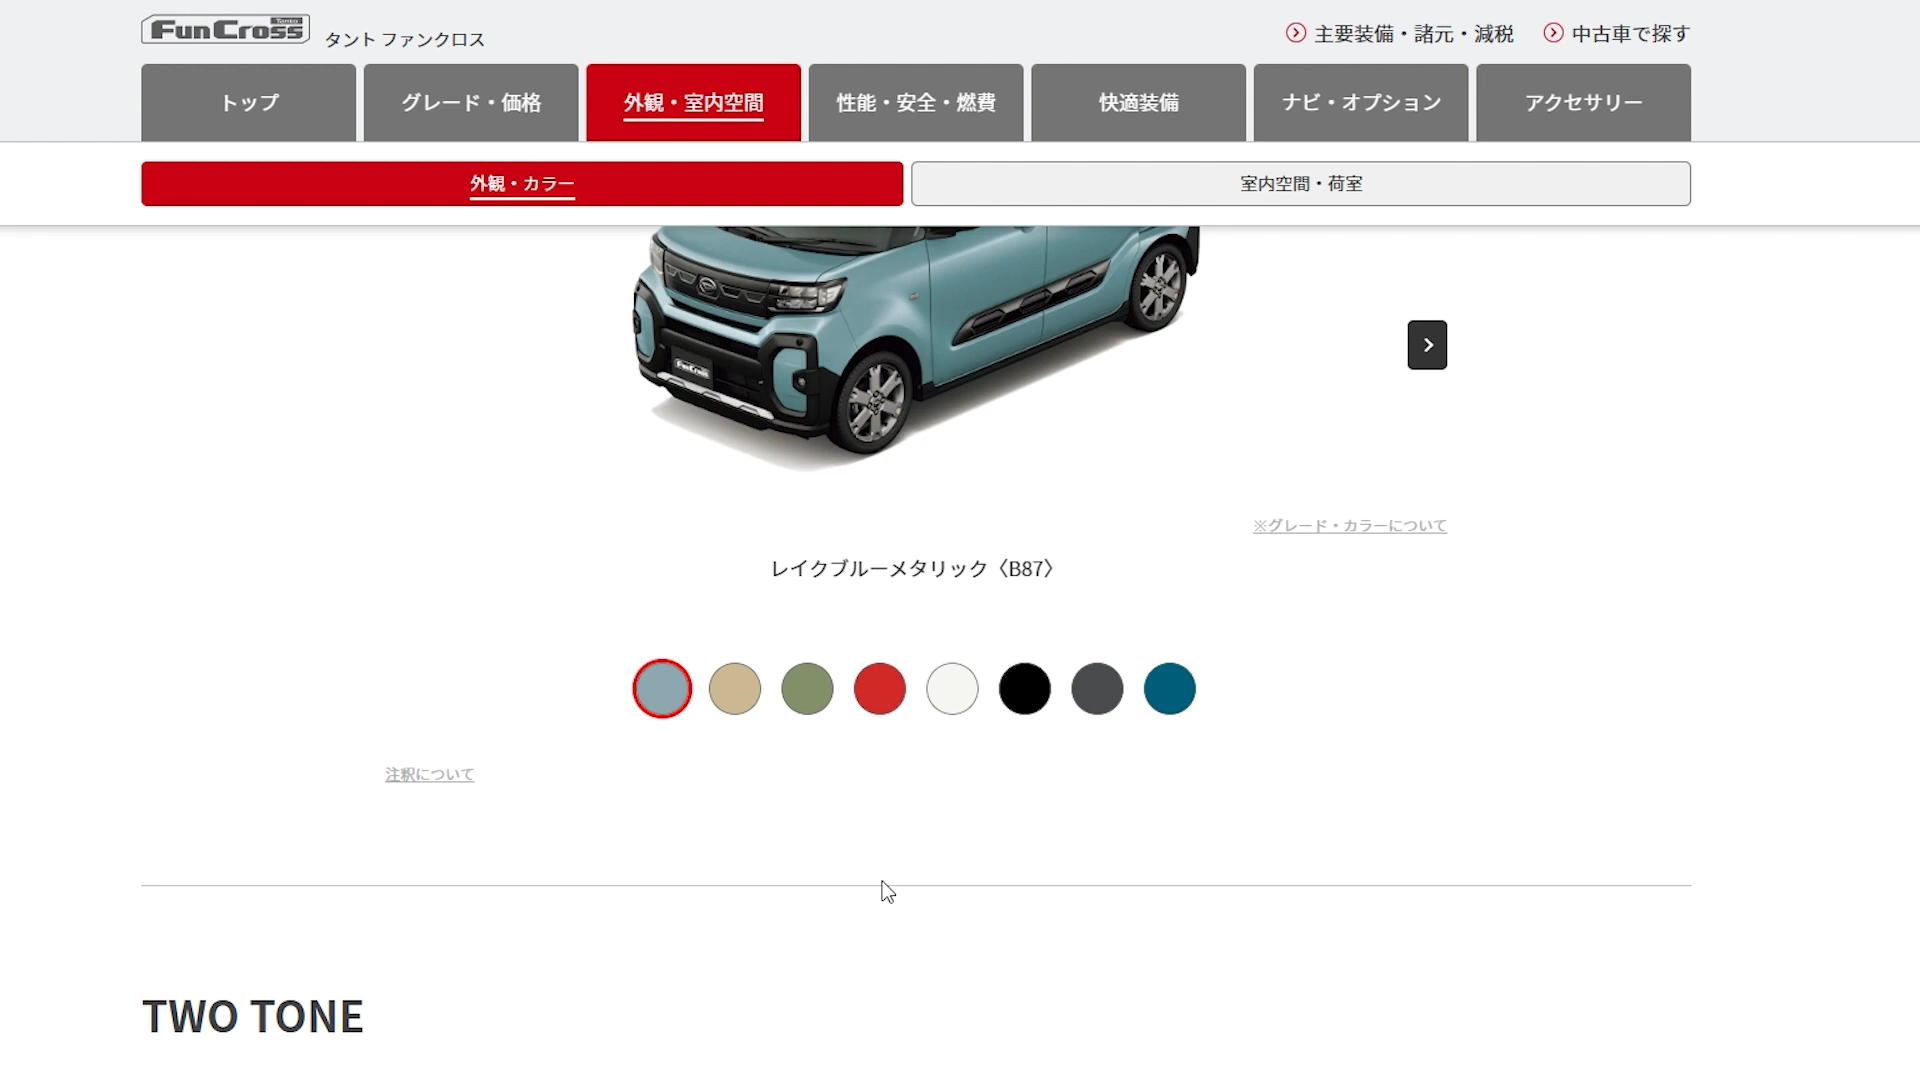 FunCross Tanto
タント ファンクロス
主要装備・諸元・減税
中古車で探す
トップ
グレード・価格
外観・室内空間
性能・安全・燃費
快適装備
ナビ・オプション
アクセサリー
外観・カラー
室内空間・荷室
FunCross
※グレード・カラーについて
レイクブルーメタリック〈B87〉
注釈について
TWO TONE